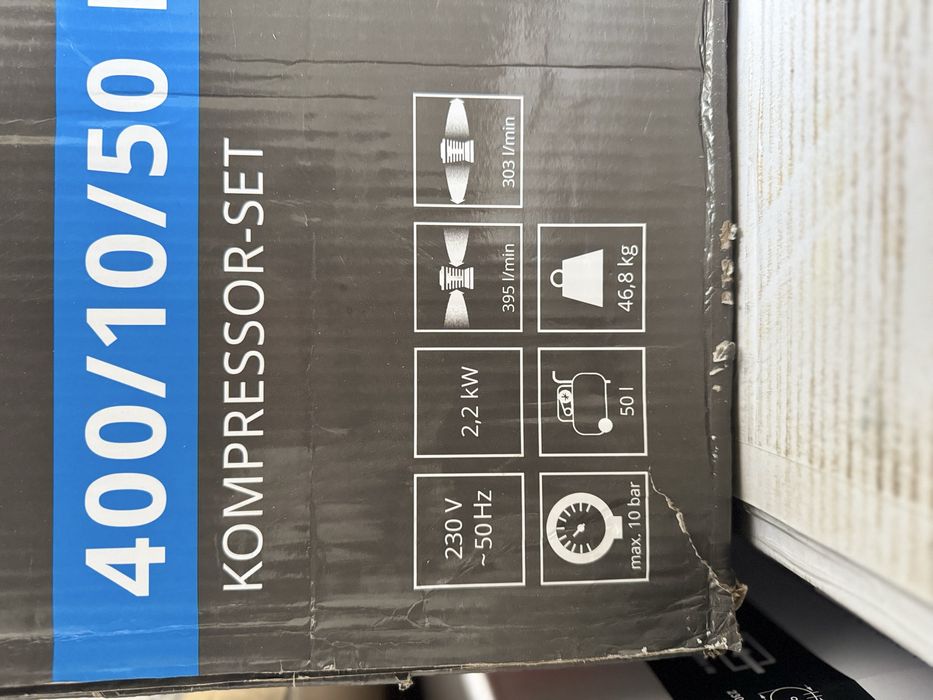 400/10/50
KOMPRESSOR-SET
230 V
~ 50 Hz
2,2 kW
395 l/min
303 l/min
max. 10 bar
50 l
46,8 kg
230